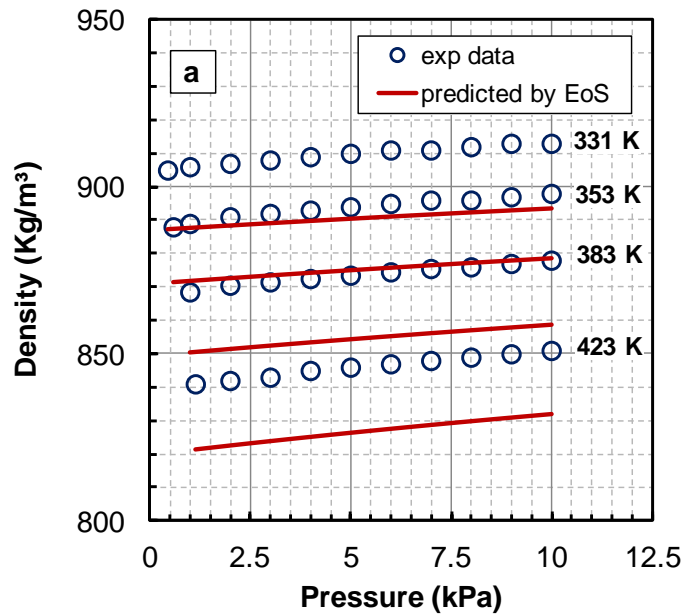 950
a
exp data
predicted by EoS
331 K
900
353 K
383 K
Density (Kg/m³)
850
423 K
800
0 2.5 5 7.5 10 12.5
Pressure (kPa)